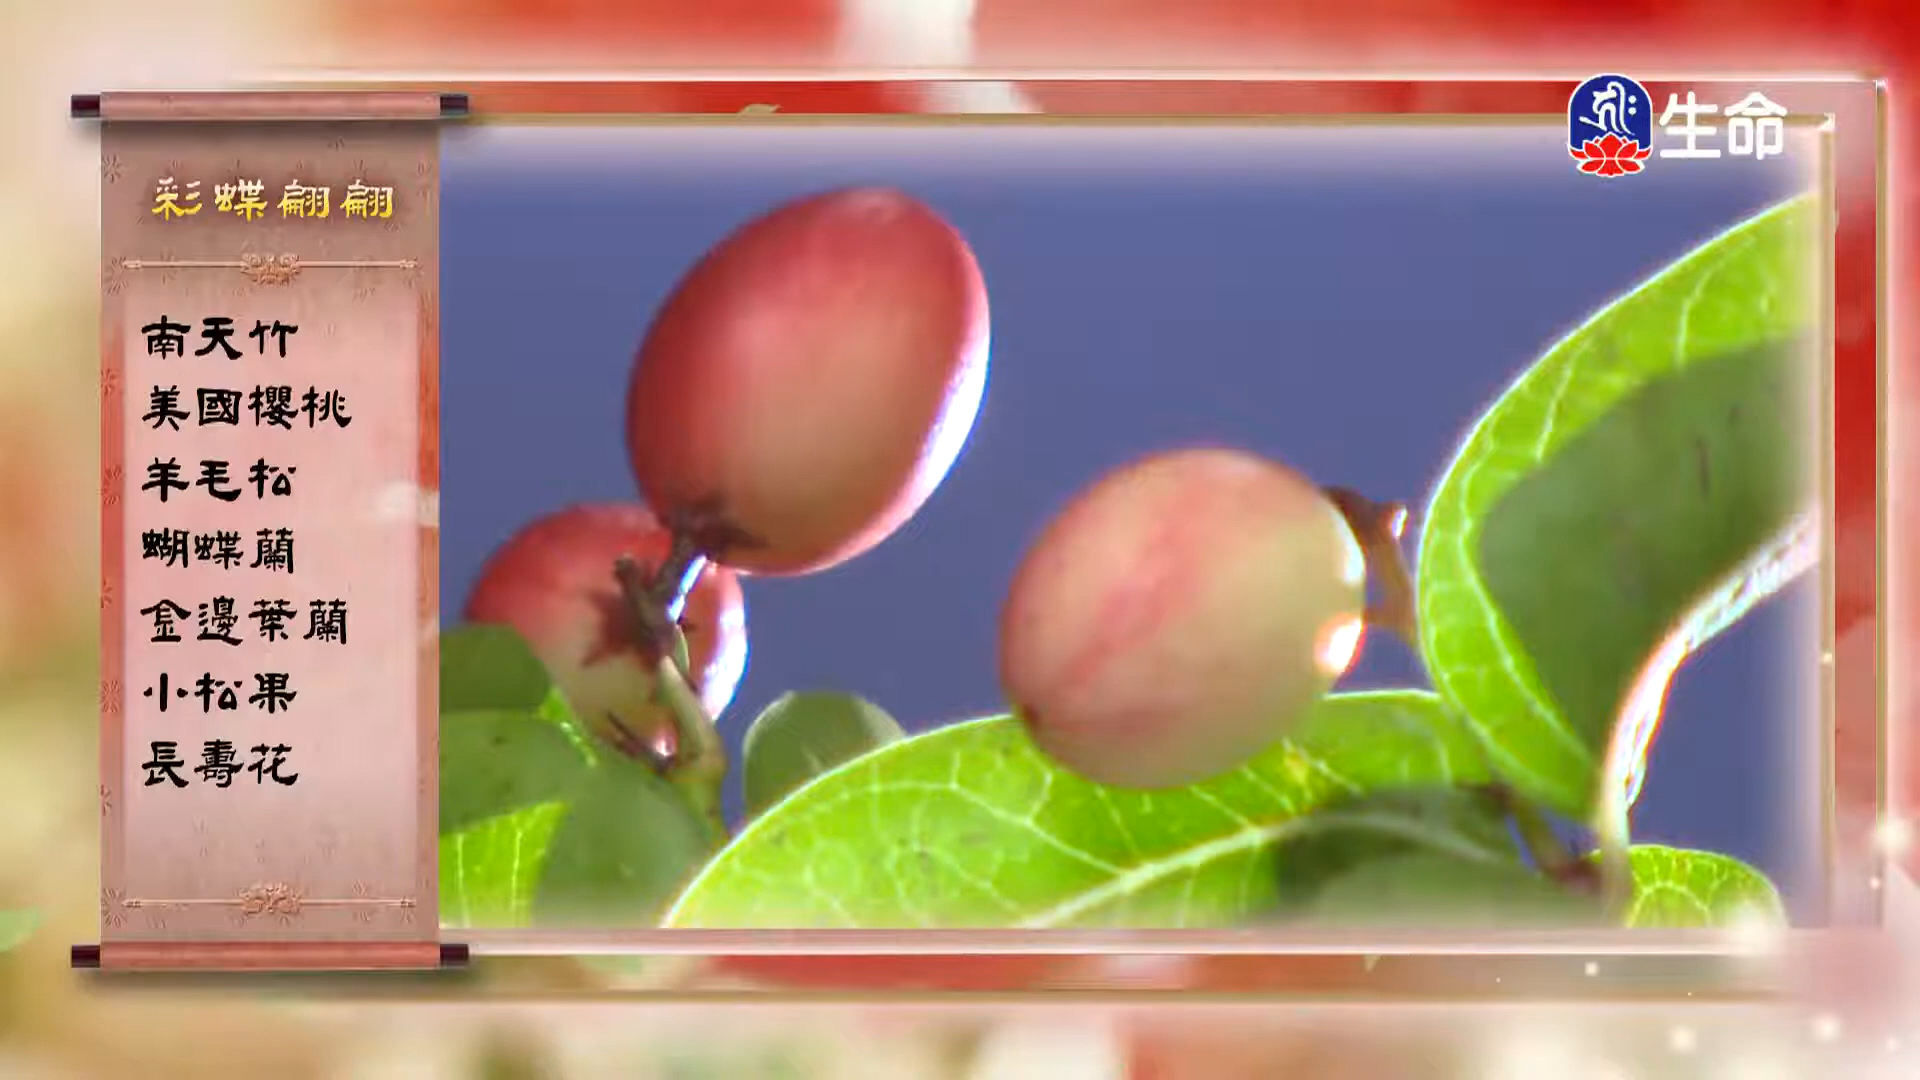 彩蝶翩翩
南天竹
美國櫻桃
羊毛松
蝴蝶蘭
金邊葉蘭
小松果
長壽花
生命